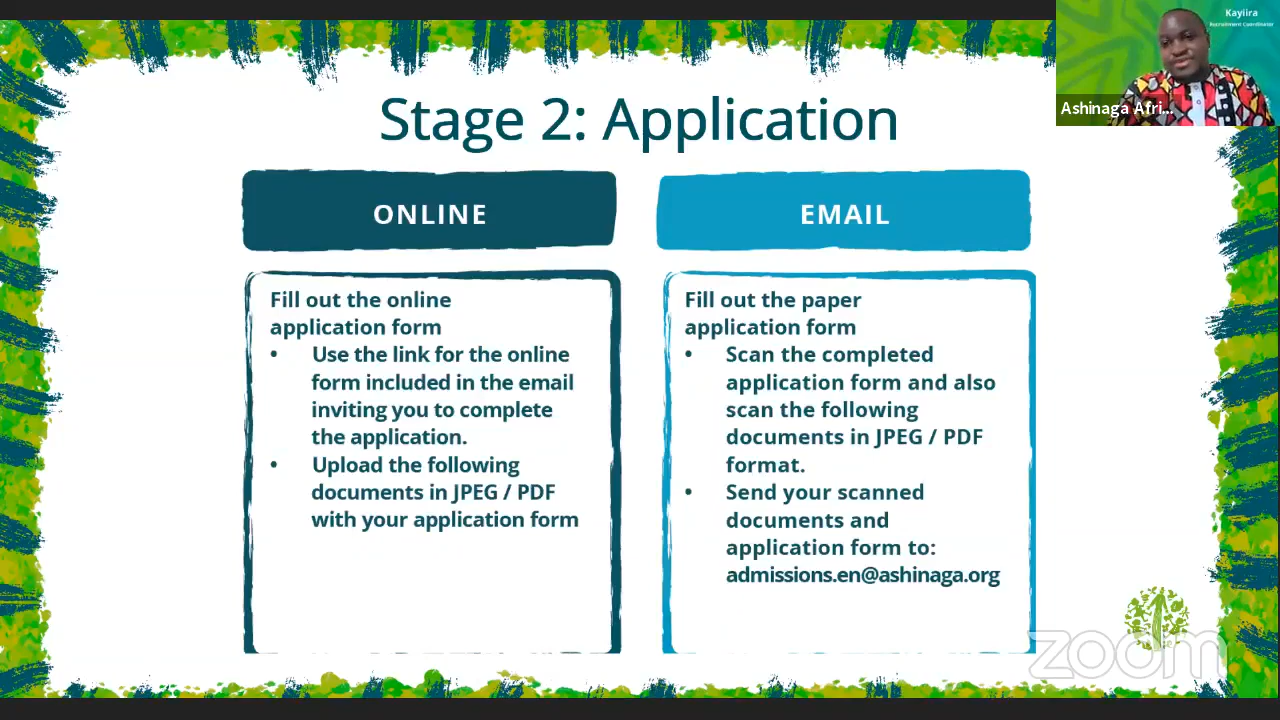 Kayiira
Recruitment Coordinator
Ashinaga Afri...
Stage 2: Application
ONLINE
Fill out the online
application form
• Use the link for the online
form included in the email
inviting you to complete
the application.
• Upload the following
documents in JPEG / PDF
with your application form
EMAIL
Fill out the paper
application form
• Scan the completed
application form and also
scan the following
documents in JPEG / PDF
format.
• Send your scanned
documents and
application form to:
admissions.en@ashinaga.org
zoom